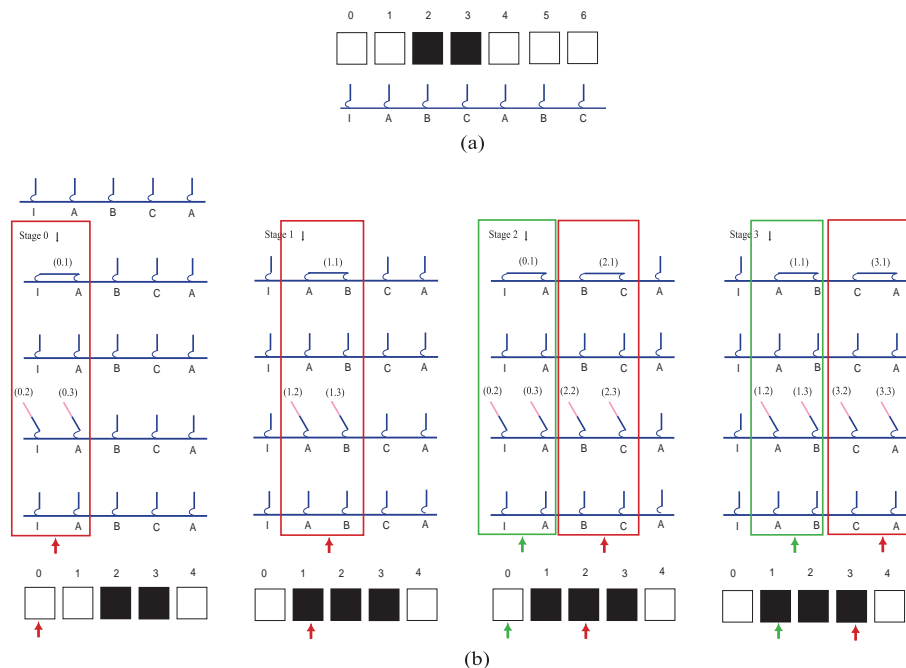 0 1 2 3 4 5 6
I A B C A B C
(a)
I A B C A
Stage 0 Stage 1 Stage 2 Stage 3
(0.1) (1.1) (0.1) (2.1) (1.1) (3.1)
I A B C A I A B C A I A B C A I A B C A
I A B C A I A B C A I A B C A I A B C A
(0.2) (0.3) (1.2) (1.3) (0.2) (0.3) (2.2) (2.3) (1.2) (1.3) (3.2) (3.3)
I A B C A I A B C A I A B C A I A B C A
I A B C A I A B C A I A B C A I A B C A
0 1 2 3 4 0 1 2 3 4 0 1 2 3 4 0 1 2 3 4
(b)